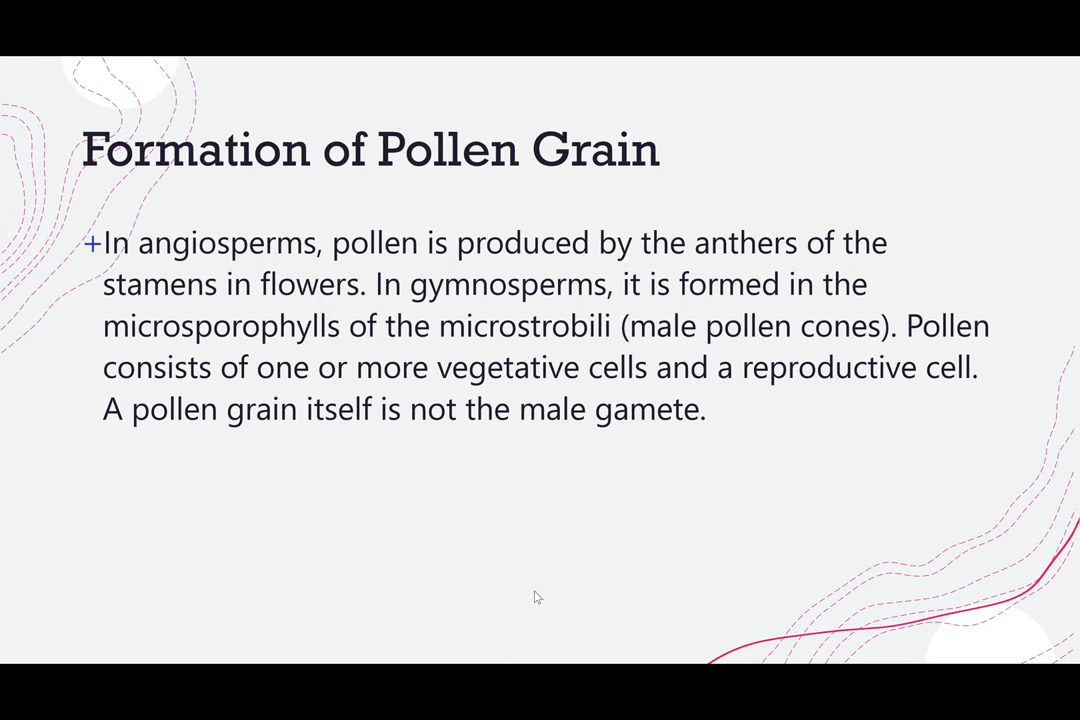 Formation of Pollen Grain
+In angiosperms, pollen is produced by the anthers of the
stamens in flowers. In gymnosperms, it is formed in the
microsporophylls of the microstrobili (male pollen cones). Pollen
consists of one or more vegetative cells and a reproductive cell.
A pollen grain itself is not the male gamete.